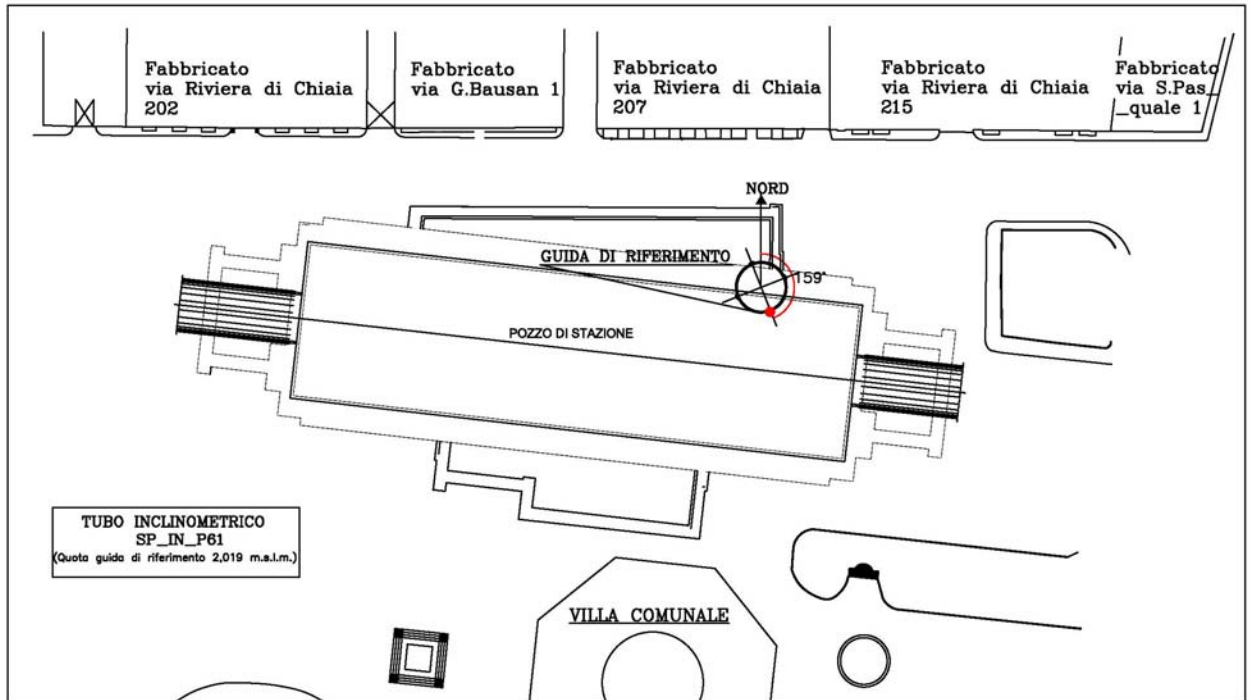 Fabbricato
via Riviera di Chiaia
202
Fabbricato
via G.Bausan 1
Fabbricato
via Riviera di Chiaia
207
Fabbricato
via Riviera di Chiaia
215
Fabbricato
via S.Pas_
_quale 1
NORD
GUIDA DI RIFERIMENTO
159°
POZZO DI STAZIONE
TUBO INCLINOMETRICO
SP_IN_P61
(Quota guida di riferimento 2,019 m.s.l.m.)
VILLA COMUNALE